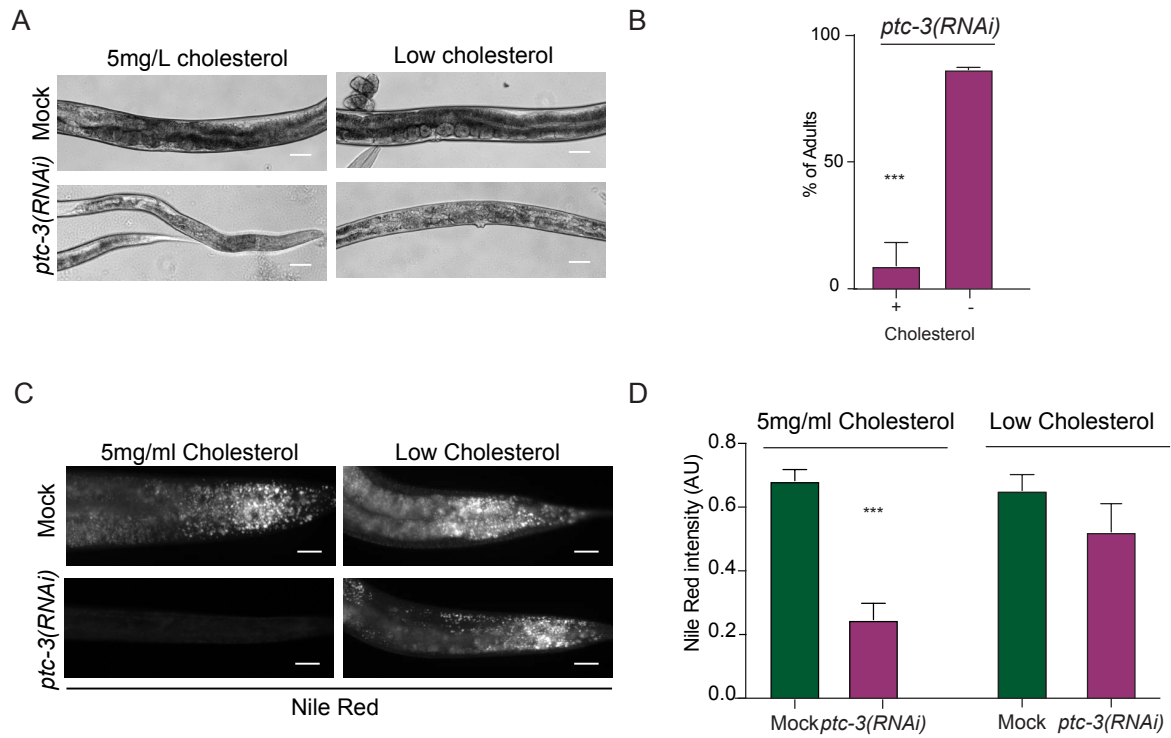 A
5mg/L cholesterol
Low cholesterol
Mock
ptc-3(RNAi)
B
ptc-3(RNAi)
100
50
0
% of Adults
***
+
-
Cholesterol
C
5mg/ml Cholesterol
Low Cholesterol
Mock
ptc-3(RNAi)
Nile Red
D
5mg/ml Cholesterol
Low Cholesterol
0.8
0.6
0.4
0.2
0.0
Nile Red intensity (AU)
***
Mock
ptc-3(RNAi)
Mock
ptc-3(RNAi)